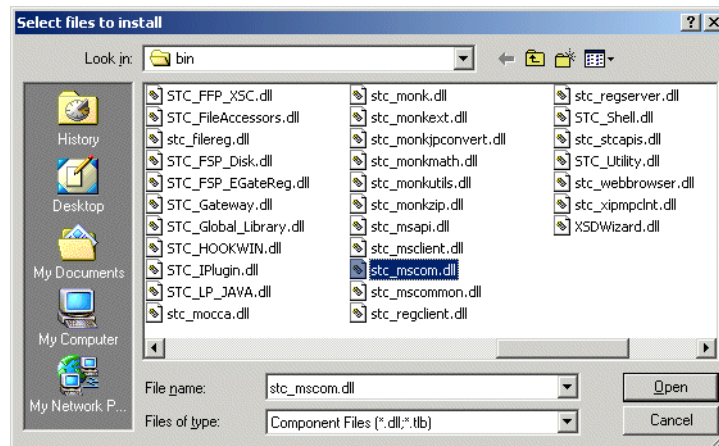 Select files to install
Look in:
bin
History
Desktop
My Documents
My Computer
My Network P...
STC_FFP_XSC.dll
STC_FileAccessors.dll
stc_filereg.dll
STC_FSP_Disk.dll
STC_FSP_EGateReg.dll
STC_Gateway.dll
STC_Global_Library.dll
STC_HOOKWIN.dll
STC_IPlugin.dll
STC_LP_JAVA.dll
stc_mocca.dll
stc_monk.dll
stc_monkext.dll
stc_monkjpconvert.dll
stc_monkmath.dll
stc_monkutils.dll
stc_monkzip.dll
stc_msapi.dll
stc_msclient.dll
stc_mscom.dll
stc_mscommon.dll
stc_regclient.dll
stc_regserver.dll
STC_Shell.dll
stc_stcapis.dll
STC_Utility.dll
stc_webbrowser.dll
stc_xipmpclnt.dll
XSDWizard.dll
File name:
stc_mscom.dll
Open
Files of type:
Component Files (*.dll;*.tlb)
Cancel